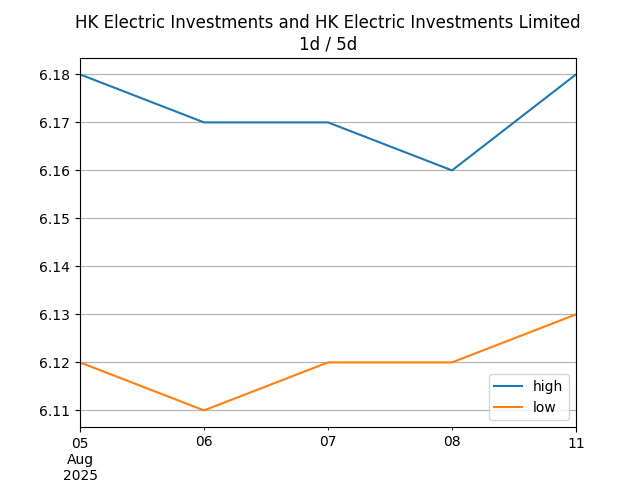 HK Electric Investments and HK Electric Investments Limited
1d / 5d
6.18
6.17
6.16
6.15
6.14
6.13
6.12
6.11
high
low
05 06 07 08 11
Aug
2025